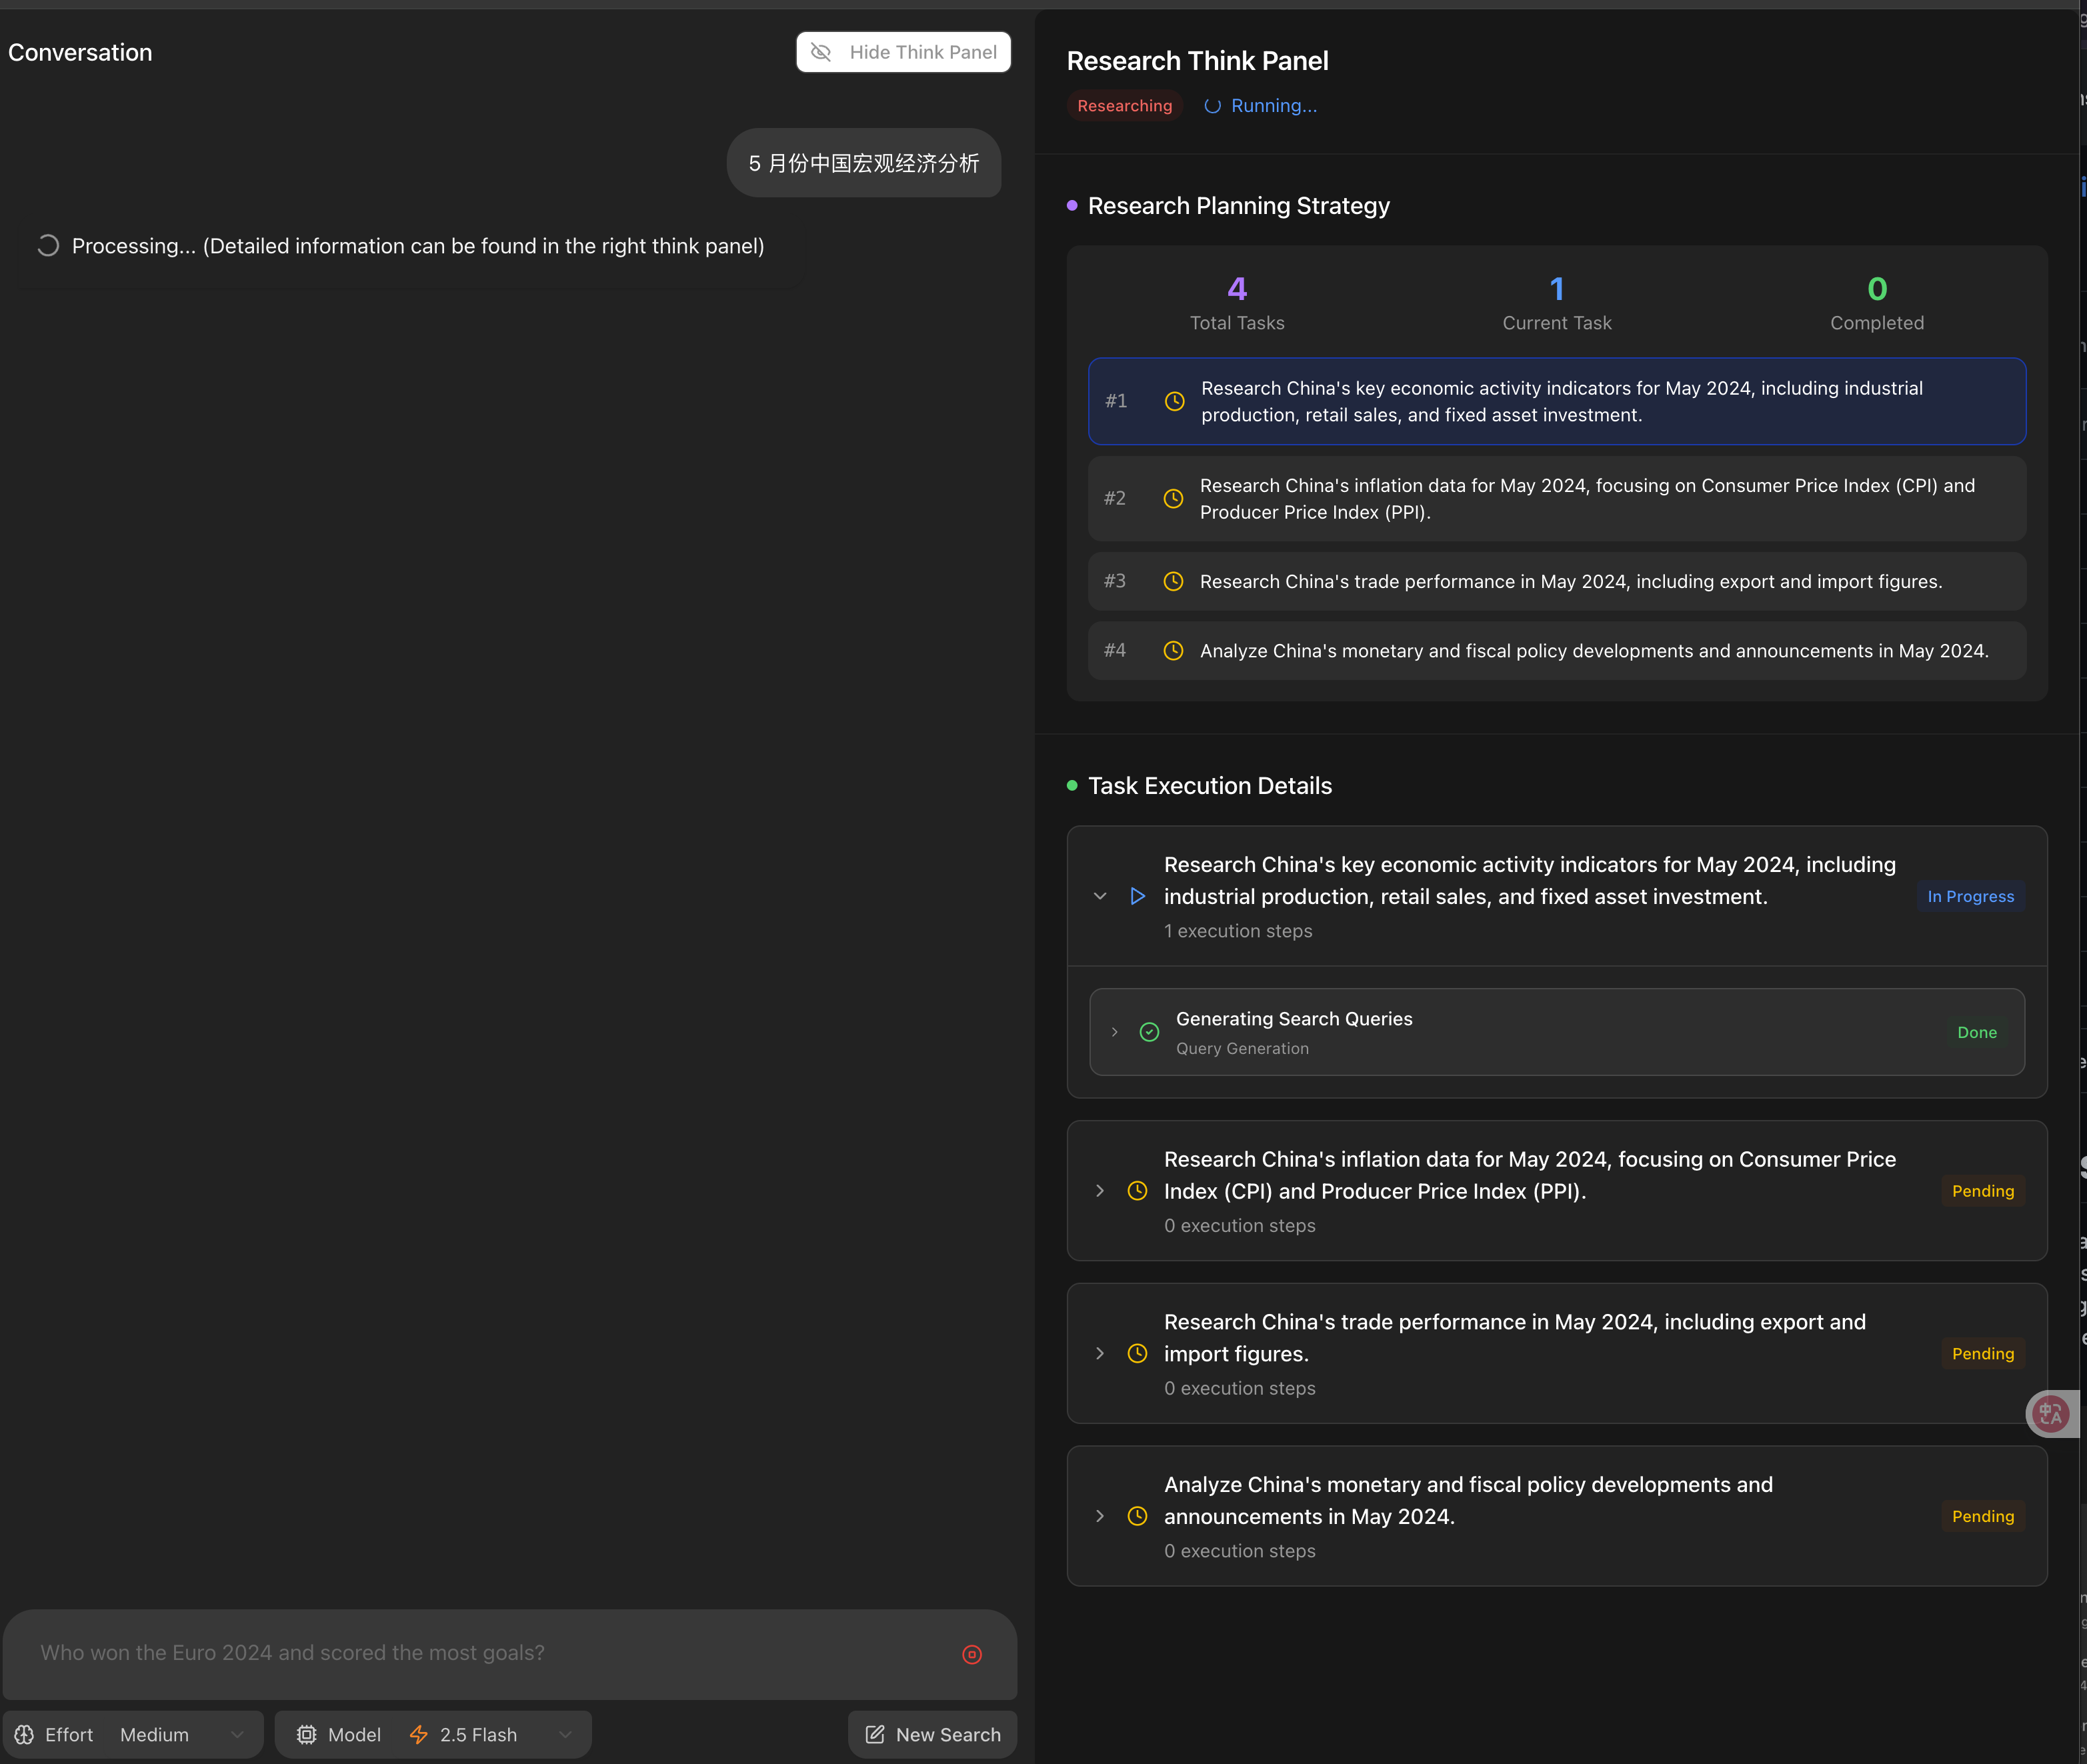 Conversation
Hide Think Panel
5 月份中国宏观经济分析
Processing... (Detailed information can be found in the right think panel)
Who won the Euro 2024 and scored the most goals?
Effort
Medium
Model
2.5 Flash
New Search
Research Think Panel
Researching
Running...
Research Planning Strategy
4
Total Tasks
1
Current Task
0
Completed
#1
Research China's key economic activity indicators for May 2024, including industrial
production, retail sales, and fixed asset investment.
#2
Research China's inflation data for May 2024, focusing on Consumer Price Index (CPI) and
Producer Price Index (PPI).
#3
Research China's trade performance in May 2024, including export and import figures.
#4
Analyze China's monetary and fiscal policy developments and announcements in May 2024.
Task Execution Details
Research China's key economic activity indicators for May 2024, including
industrial production, retail sales, and fixed asset investment.
1 execution steps
In Progress
Generating Search Queries
Query Generation
Done
Research China's inflation data for May 2024, focusing on Consumer Price
Index (CPI) and Producer Price Index (PPI).
0 execution steps
Pending
Research China's trade performance in May 2024, including export and
import figures.
0 execution steps
Pending
Analyze China's monetary and fiscal policy developments and
announcements in May 2024.
0 execution steps
Pending